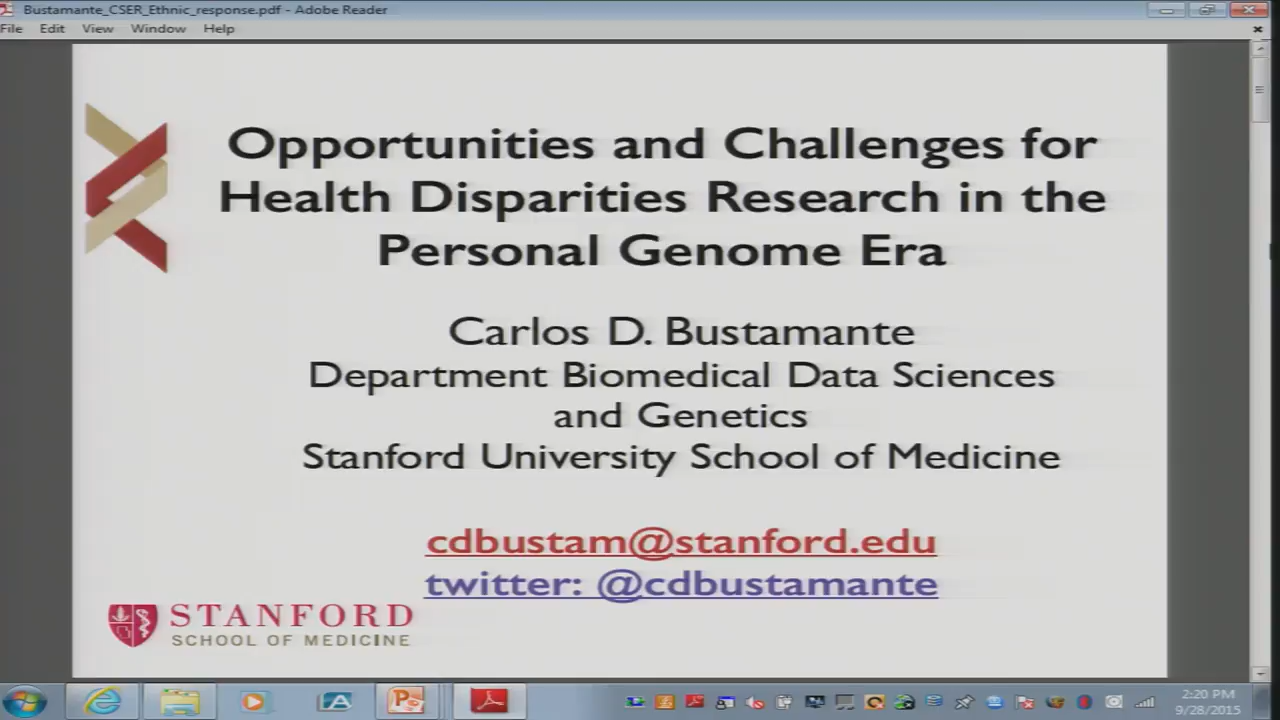 Bustamante_CSER_Ethnic_response.pdf - Adobe Reader
File Edit View Window Help
Opportunities and Challenges for
Health Disparities Research in the
Personal Genome Era
Carlos D. Bustamante
Department Biomedical Data Sciences
and Genetics
Stanford University School of Medicine
cdbustam@stanford.edu
twitter: @cdbustamante
STANFORD
SCHOOL OF MEDICINE
2:20 PM
9/28/2015